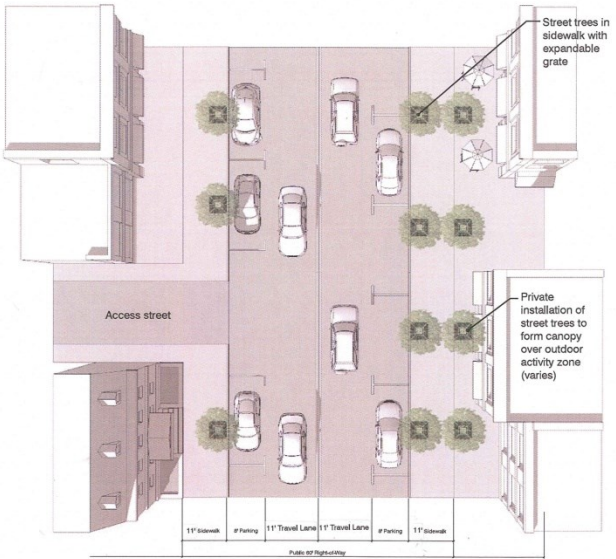 Street trees in
sidewalk with
expandable
grate
Access street
Private
installation of
street trees to
form canopy
over outdoor
activity zone
(varies)
11' Sidewalk
8' Parking
11' Travel Lane
11' Travel Lane
8' Parking
11' Sidewalk
Public 60' Right-of-Way